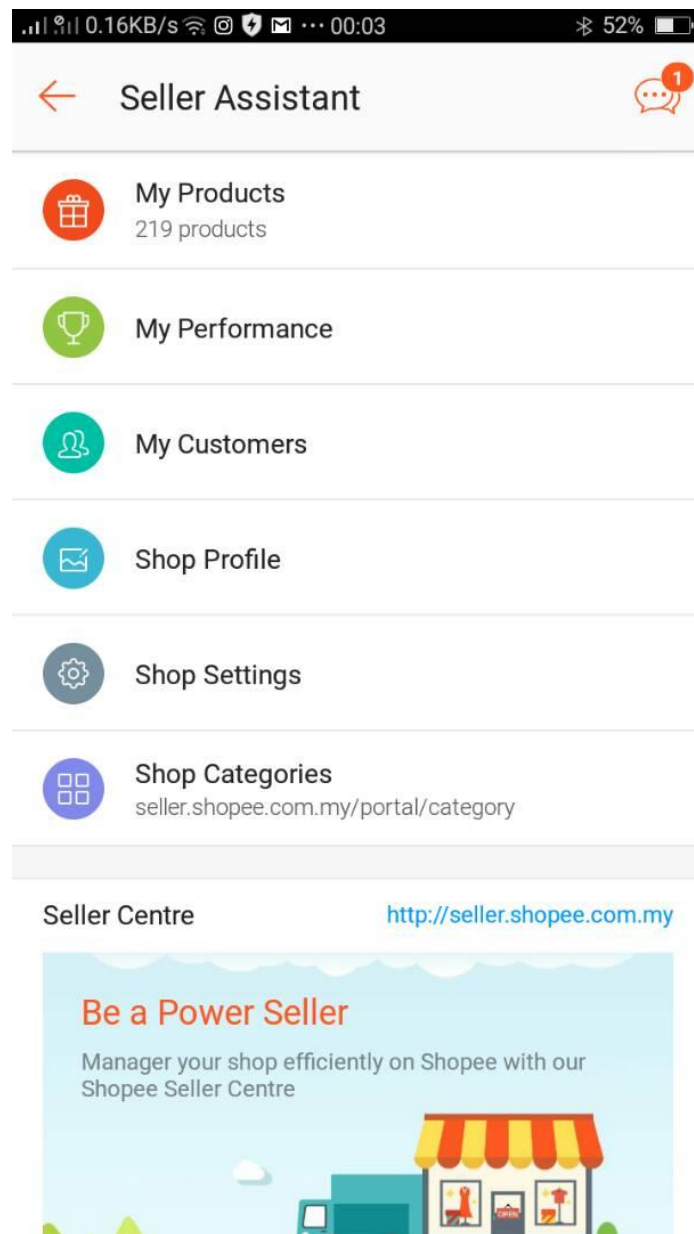 0.16KB/s ··· 00:03 52%
Seller Assistant
1
My Products
219 products
My Performance
My Customers
Shop Profile
Shop Settings
Shop Categories
seller.shopee.com.my/portal/category
Seller Centre http://seller.shopee.com.my
Be a Power Seller
Manager your shop efficiently on Shopee with our
Shopee Seller Centre
OPEN